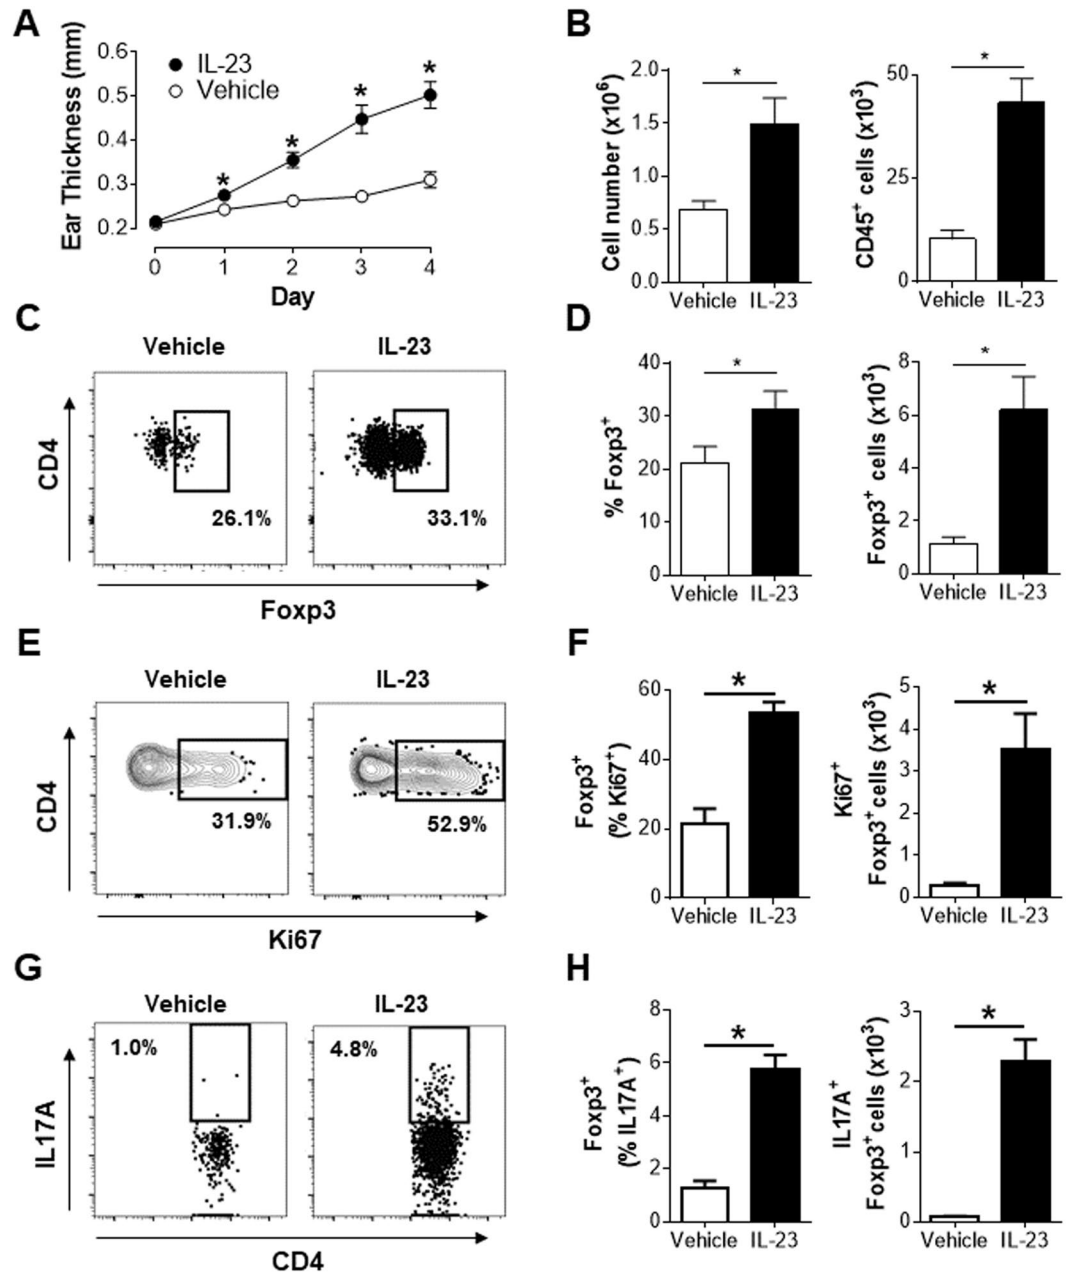 A
Ear Thickness (mm)
0.6
0.5
0.4
0.3
0.2
IL-23
Vehicle
*
*
*
*
0
1
2
3
4
Day
B
Cell number (x10⁶)
2.0
1.5
1.0
0.5
0.0
*
Vehicle
IL-23
CD45⁺ cells (x10³)
50
25
0
*
Vehicle
IL-23
C
Vehicle
IL-23
CD4
26.1%
33.1%
Foxp3
D
% Foxp3⁺
40
30
20
10
0
*
Vehicle
IL-23
Foxp3⁺ cells (x10³)
8
6
4
2
0
*
Vehicle
IL-23
E
Vehicle
IL-23
CD4
31.9%
52.9%
Ki67
F
Foxp3⁺
(% Ki67⁺)
60
40
20
0
*
Vehicle
IL-23
Ki67⁺
Foxp3⁺cells (x10³)
5
4
3
2
1
0
*
Vehicle
IL-23
G
Vehicle
IL-23
IL17A
1.0%
4.8%
CD4
H
Foxp3⁺
(% IL17A⁺)
8
6
4
2
0
*
Vehicle
IL-23
IL17A⁺
Foxp3⁺cells (x10³)
3
2
1
0
*
Vehicle
IL-23